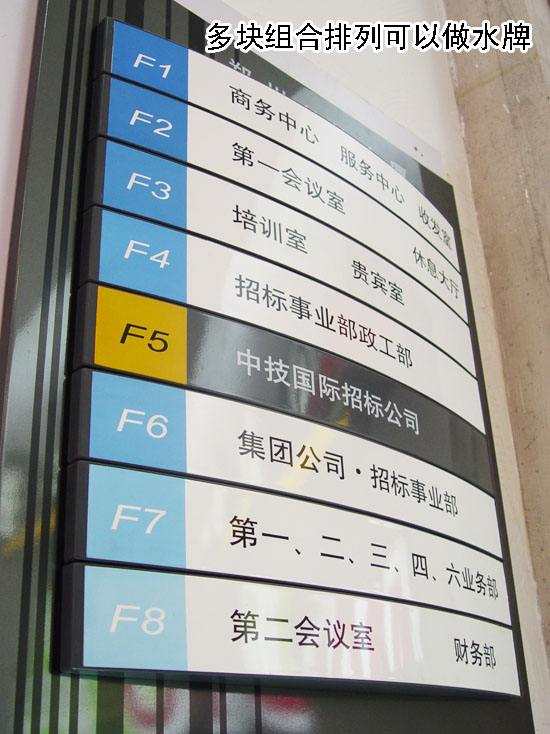 多块组合排列可以做水牌
F1 商务中心 服务中心 收发室
F2 第一会议室 休息大厅
F3 培训室 贵宾室
F4 招标事业部政工部
F5 中技国际招标公司
F6 集团公司·招标事业部
F7 第一、二、三、四、六业务部
F8 第二会议室 财务部